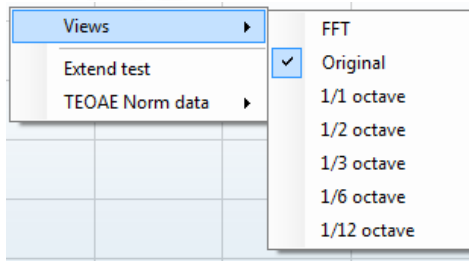 Views
Extend test
TEOAE Norm data
FFT
Original
1/1 octave
1/2 octave
1/3 octave
1/6 octave
1/12 octave